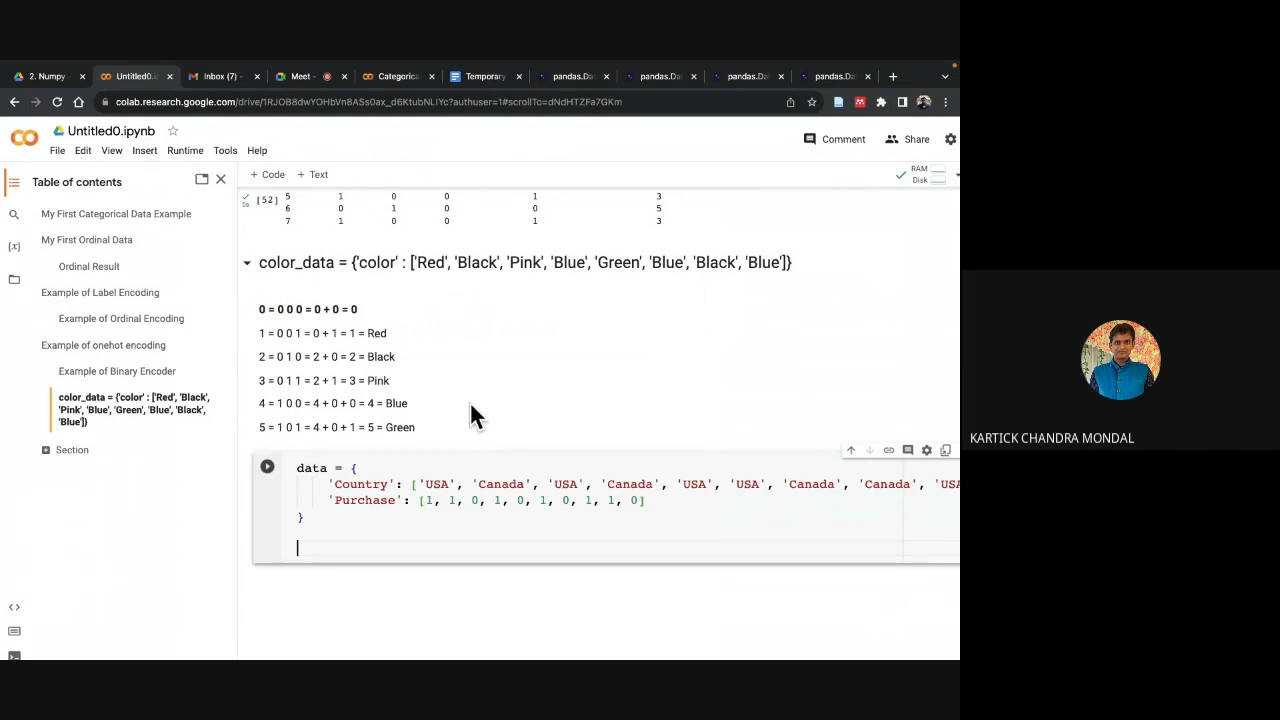 2. Numpy
Untitled0.i
Inbox (7)
Meet
Categorica
Temporary
pandas.Da
pandas.Da
pandas.Da
pandas.Da
colab.research.google.com/drive/1RJOB8dwYOHbVn8ASs0ax_d6KtubNLIYc?authuser=1#scrollTo=dNdHTZFa7GKm
Untitled0.ipynb
Comment
Share
File Edit View Insert Runtime Tools Help
Table of contents
+ Code + Text
RAM
Disk
My First Categorical Data Example
My First Ordinal Data
Ordinal Result
Example of Label Encoding
Example of Ordinal Encoding
Example of onehot encoding
Example of Binary Encoder
color_data = {'color' : ['Red', 'Black',
'Pink', 'Blue', 'Green', 'Blue', 'Black',
'Blue']}
Section
[52] 5 1 0 0 1 3
0s 6 0 1 0 0 5
7 1 0 0 1 3
color_data = {'color' : ['Red', 'Black', 'Pink', 'Blue', 'Green', 'Blue', 'Black', 'Blue']}
0 = 0 0 0 = 0 + 0 = 0
1 = 0 0 1 = 0 + 1 = 1 = Red
2 = 0 1 0 = 2 + 0 = 2 = Black
3 = 0 1 1 = 2 + 1 = 3 = Pink
4 = 1 0 0 = 4 + 0 + 0 = 4 = Blue
5 = 1 0 1 = 4 + 0 + 1 = 5 = Green
data = {
'Country': ['USA', 'Canada', 'USA', 'Canada', 'USA', 'USA', 'Canada', 'Canada', 'USA
'Purchase': [1, 1, 0, 1, 0, 1, 0, 1, 1, 0]
}
KARTICK CHANDRA MONDAL